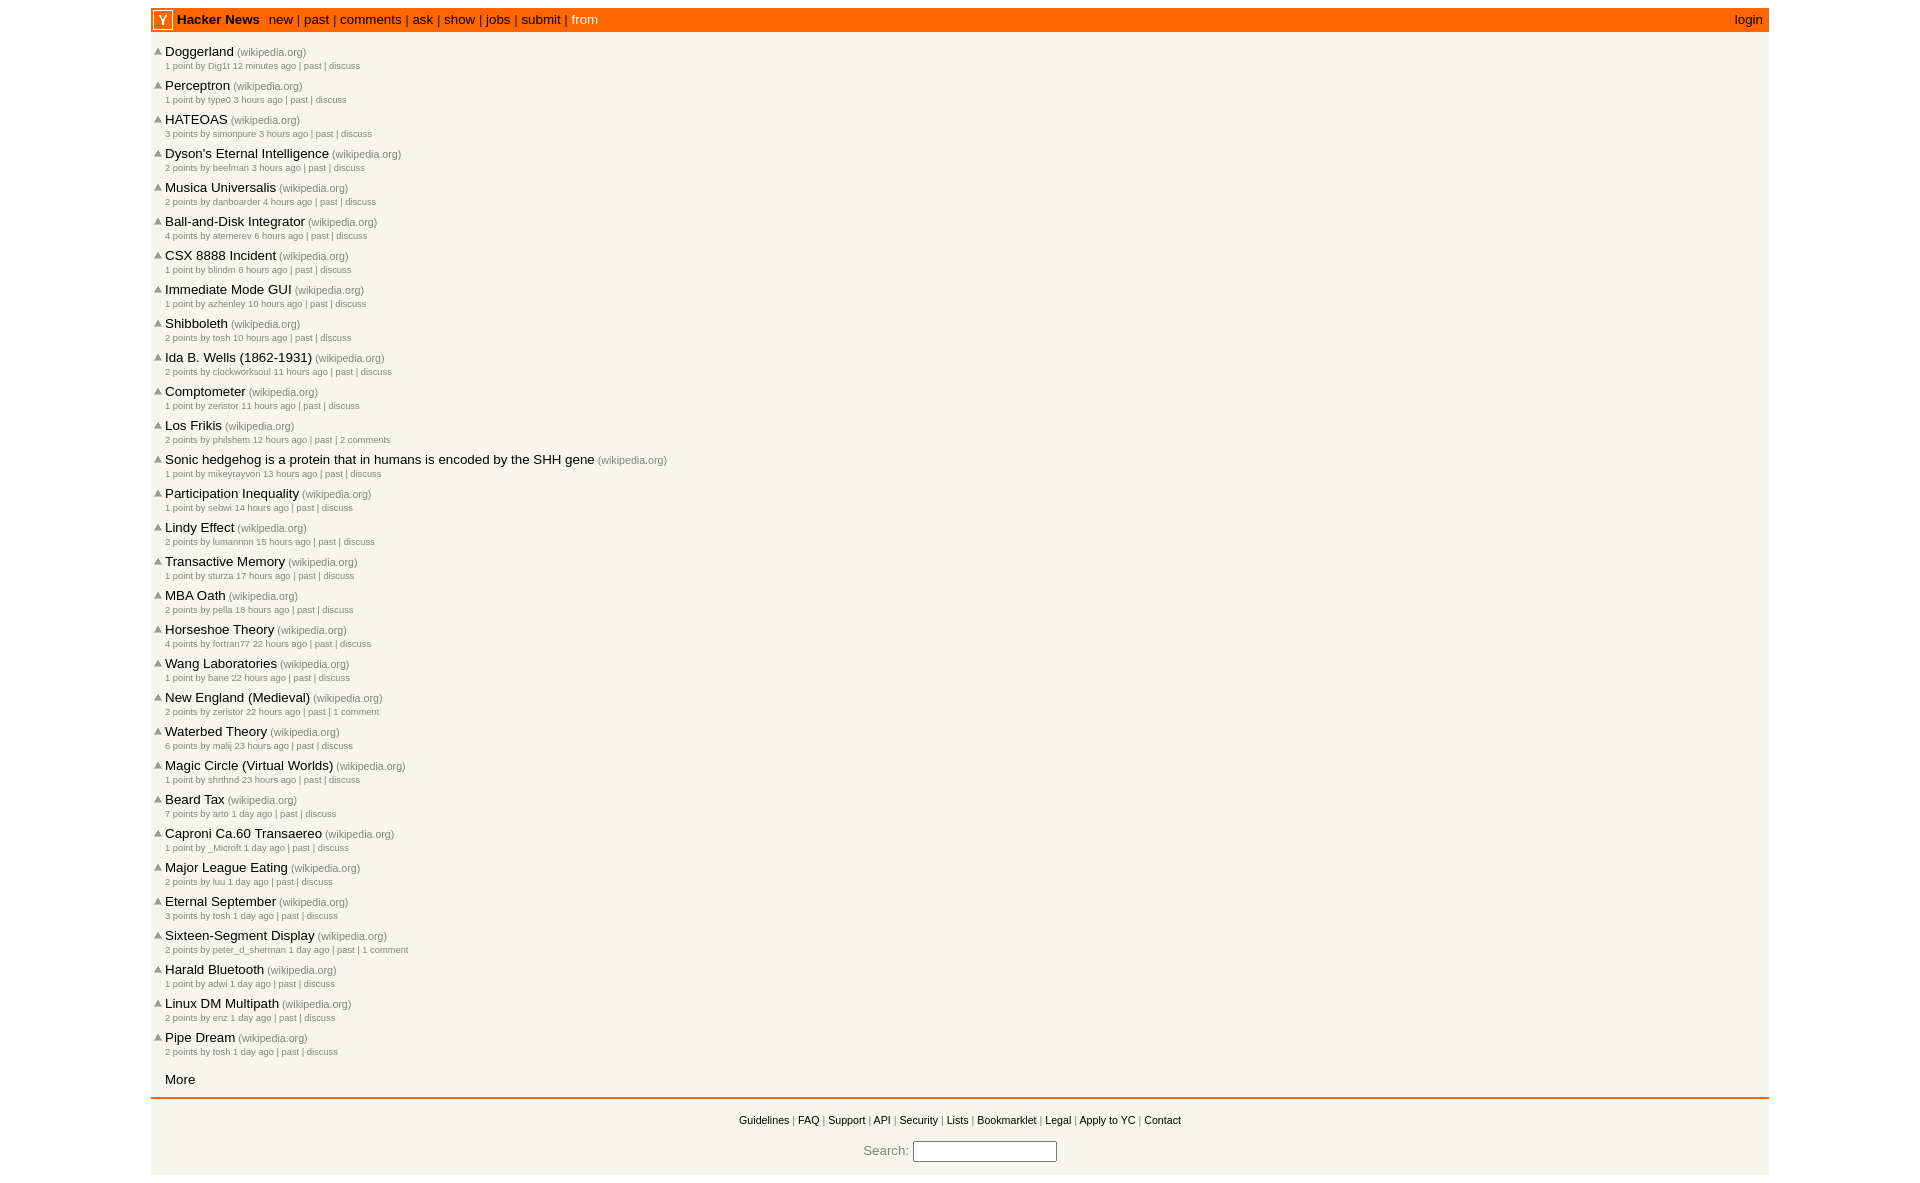 Y Hacker News new | past | comments | ask | show | jobs | submit | from login
Doggerland (wikipedia.org)
1 point by Dig1t 12 minutes ago | past | discuss
Perceptron (wikipedia.org)
1 point by type0 3 hours ago | past | discuss
HATEOAS (wikipedia.org)
3 points by simonpure 3 hours ago | past | discuss
Dyson's Eternal Intelligence (wikipedia.org)
2 points by beefman 3 hours ago | past | discuss
Musica Universalis (wikipedia.org)
2 points by danboarder 4 hours ago | past | discuss
Ball-and-Disk Integrator (wikipedia.org)
4 points by atemerev 6 hours ago | past | discuss
CSX 8888 Incident (wikipedia.org)
1 point by blindm 6 hours ago | past | discuss
Immediate Mode GUI (wikipedia.org)
1 point by azhenley 10 hours ago | past | discuss
Shibboleth (wikipedia.org)
2 points by tosh 10 hours ago | past | discuss
Ida B. Wells (1862-1931) (wikipedia.org)
2 points by clockworksoul 11 hours ago | past | discuss
Comptometer (wikipedia.org)
1 point by zeristor 11 hours ago | past | discuss
Los Frikis (wikipedia.org)
2 points by philshem 12 hours ago | past | 2 comments
Sonic hedgehog is a protein that in humans is encoded by the SHH gene (wikipedia.org)
1 point by mikeyrayvon 13 hours ago | past | discuss
Participation Inequality (wikipedia.org)
1 point by sebwi 14 hours ago | past | discuss
Lindy Effect (wikipedia.org)
2 points by lumannnn 15 hours ago | past | discuss
Transactive Memory (wikipedia.org)
1 point by sturza 17 hours ago | past | discuss
MBA Oath (wikipedia.org)
2 points by pella 18 hours ago | past | discuss
Horseshoe Theory (wikipedia.org)
4 points by fortran77 22 hours ago | past | discuss
Wang Laboratories (wikipedia.org)
1 point by bane 22 hours ago | past | discuss
New England (Medieval) (wikipedia.org)
2 points by zeristor 22 hours ago | past | 1 comment
Waterbed Theory (wikipedia.org)
6 points by malij 23 hours ago | past | discuss
Magic Circle (Virtual Worlds) (wikipedia.org)
1 point by shrthnd 23 hours ago | past | discuss
Beard Tax (wikipedia.org)
7 points by arto 1 day ago | past | discuss
Caproni Ca.60 Transaereo (wikipedia.org)
1 point by _Microft 1 day ago | past | discuss
Major League Eating (wikipedia.org)
2 points by luu 1 day ago | past | discuss
Eternal September (wikipedia.org)
3 points by tosh 1 day ago | past | discuss
Sixteen-Segment Display (wikipedia.org)
2 points by peter_d_sherman 1 day ago | past | 1 comment
Harald Bluetooth (wikipedia.org)
1 point by adwi 1 day ago | past | discuss
Linux DM Multipath (wikipedia.org)
2 points by enz 1 day ago | past | discuss
Pipe Dream (wikipedia.org)
2 points by tosh 1 day ago | past | discuss
More
Guidelines | FAQ | Support | API | Security | Lists | Bookmarklet | Legal | Apply to YC | Contact
Search: